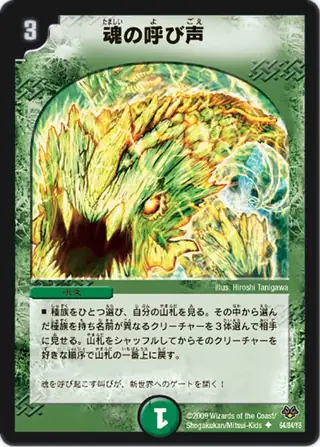 3
たましい よ ごえ
魂の呼び声
illus. Hiroshi Tanigawa
呪文
■種族をひとつ選び、自分の山札を見る。その中から選ん
だ種族を持ち名前が異なるクリーチャーを3体選んで相手
に見せる。山札をシャッフルしてからそのクリーチャーを
好きな順序で山札の一番上に戻す。
魂を呼び起こす叫びが、新世界へのゲートを開く!
1
©2009 Wizards of the Coast/
Shogakukan/Mitsui-Kids ◆ 64/84/Y8